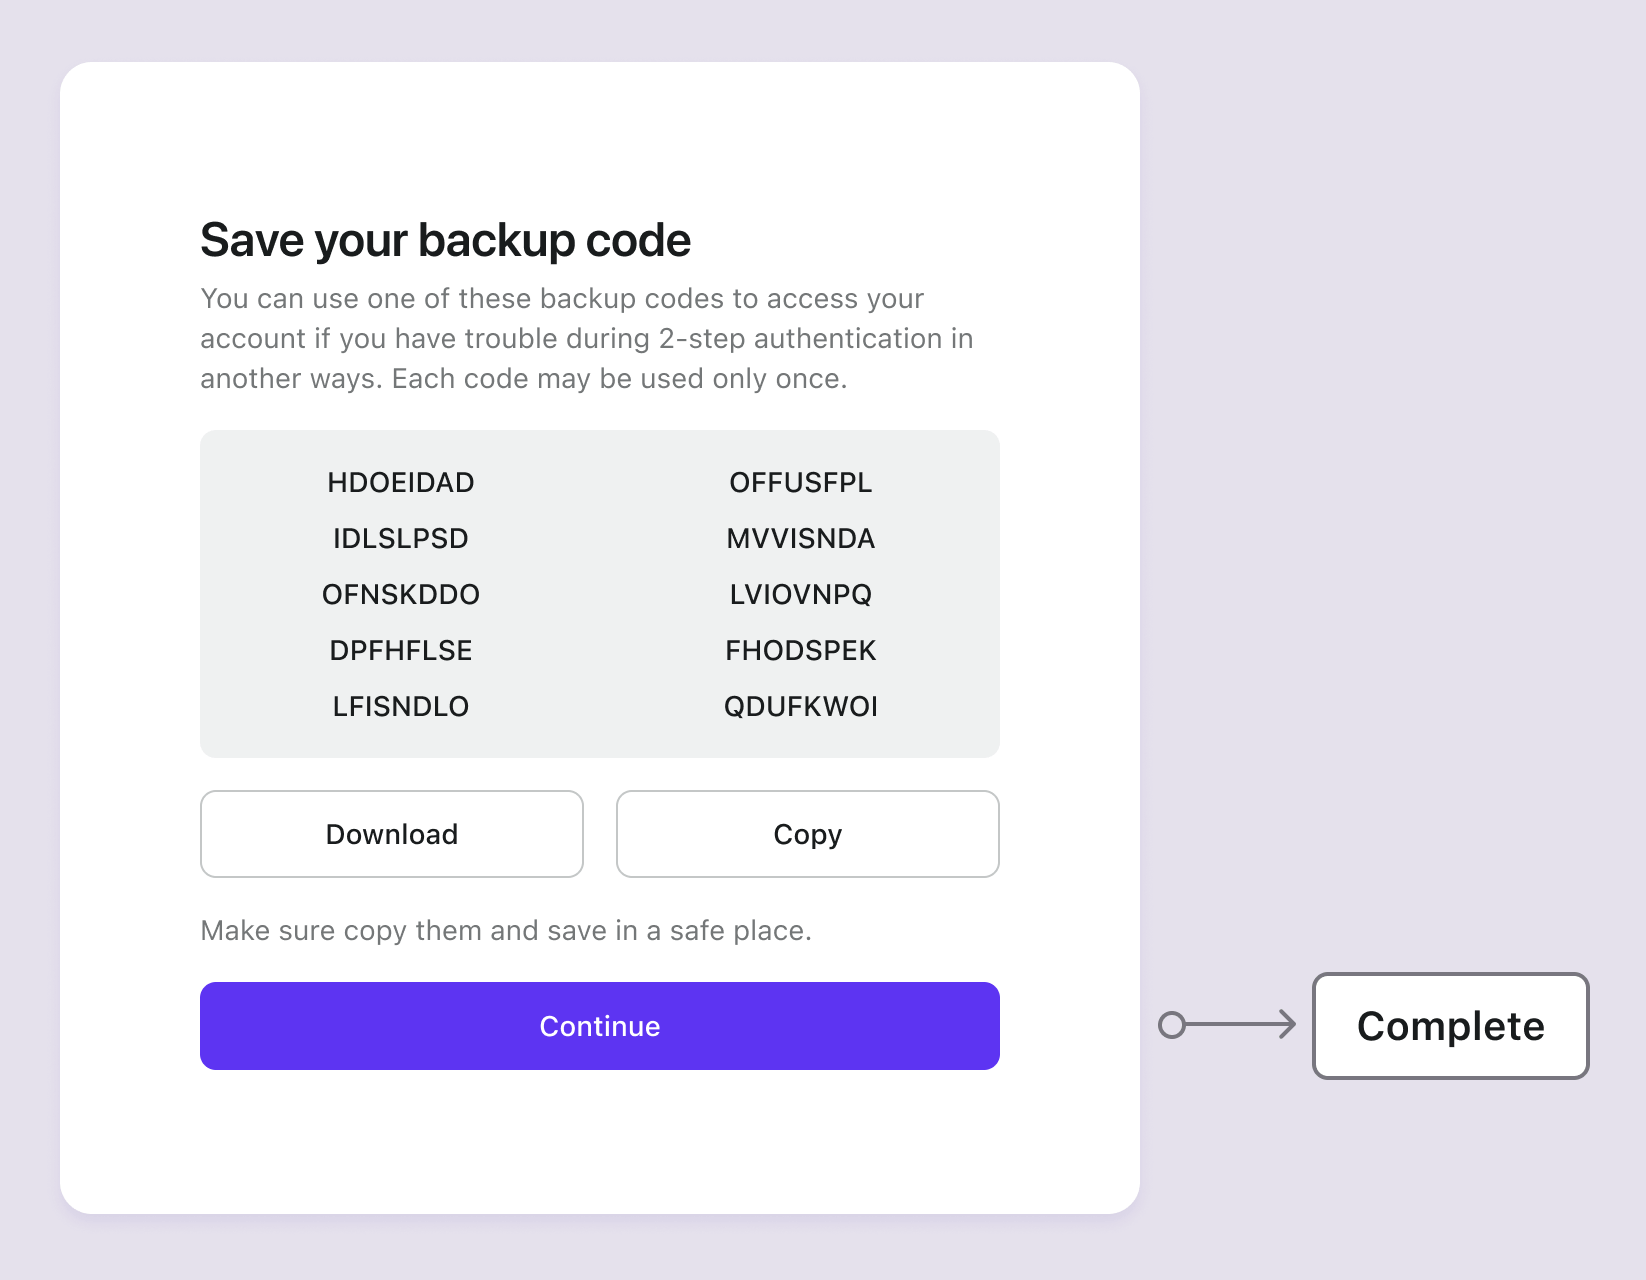 Save your backup code
You can use one of these backup codes to access your
account if you have trouble during 2-step authentication in
another ways. Each code may be used only once.
HDOEIDAD OFFUSFPL
IDLSLPSD MVVISNDA
OFNSKDDO LVIOVNPQ
DPFHFLSE FHODSPEK
LFISNDLO QDUFKWOI
Download Copy
Make sure copy them and save in a safe place.
Continue
Complete